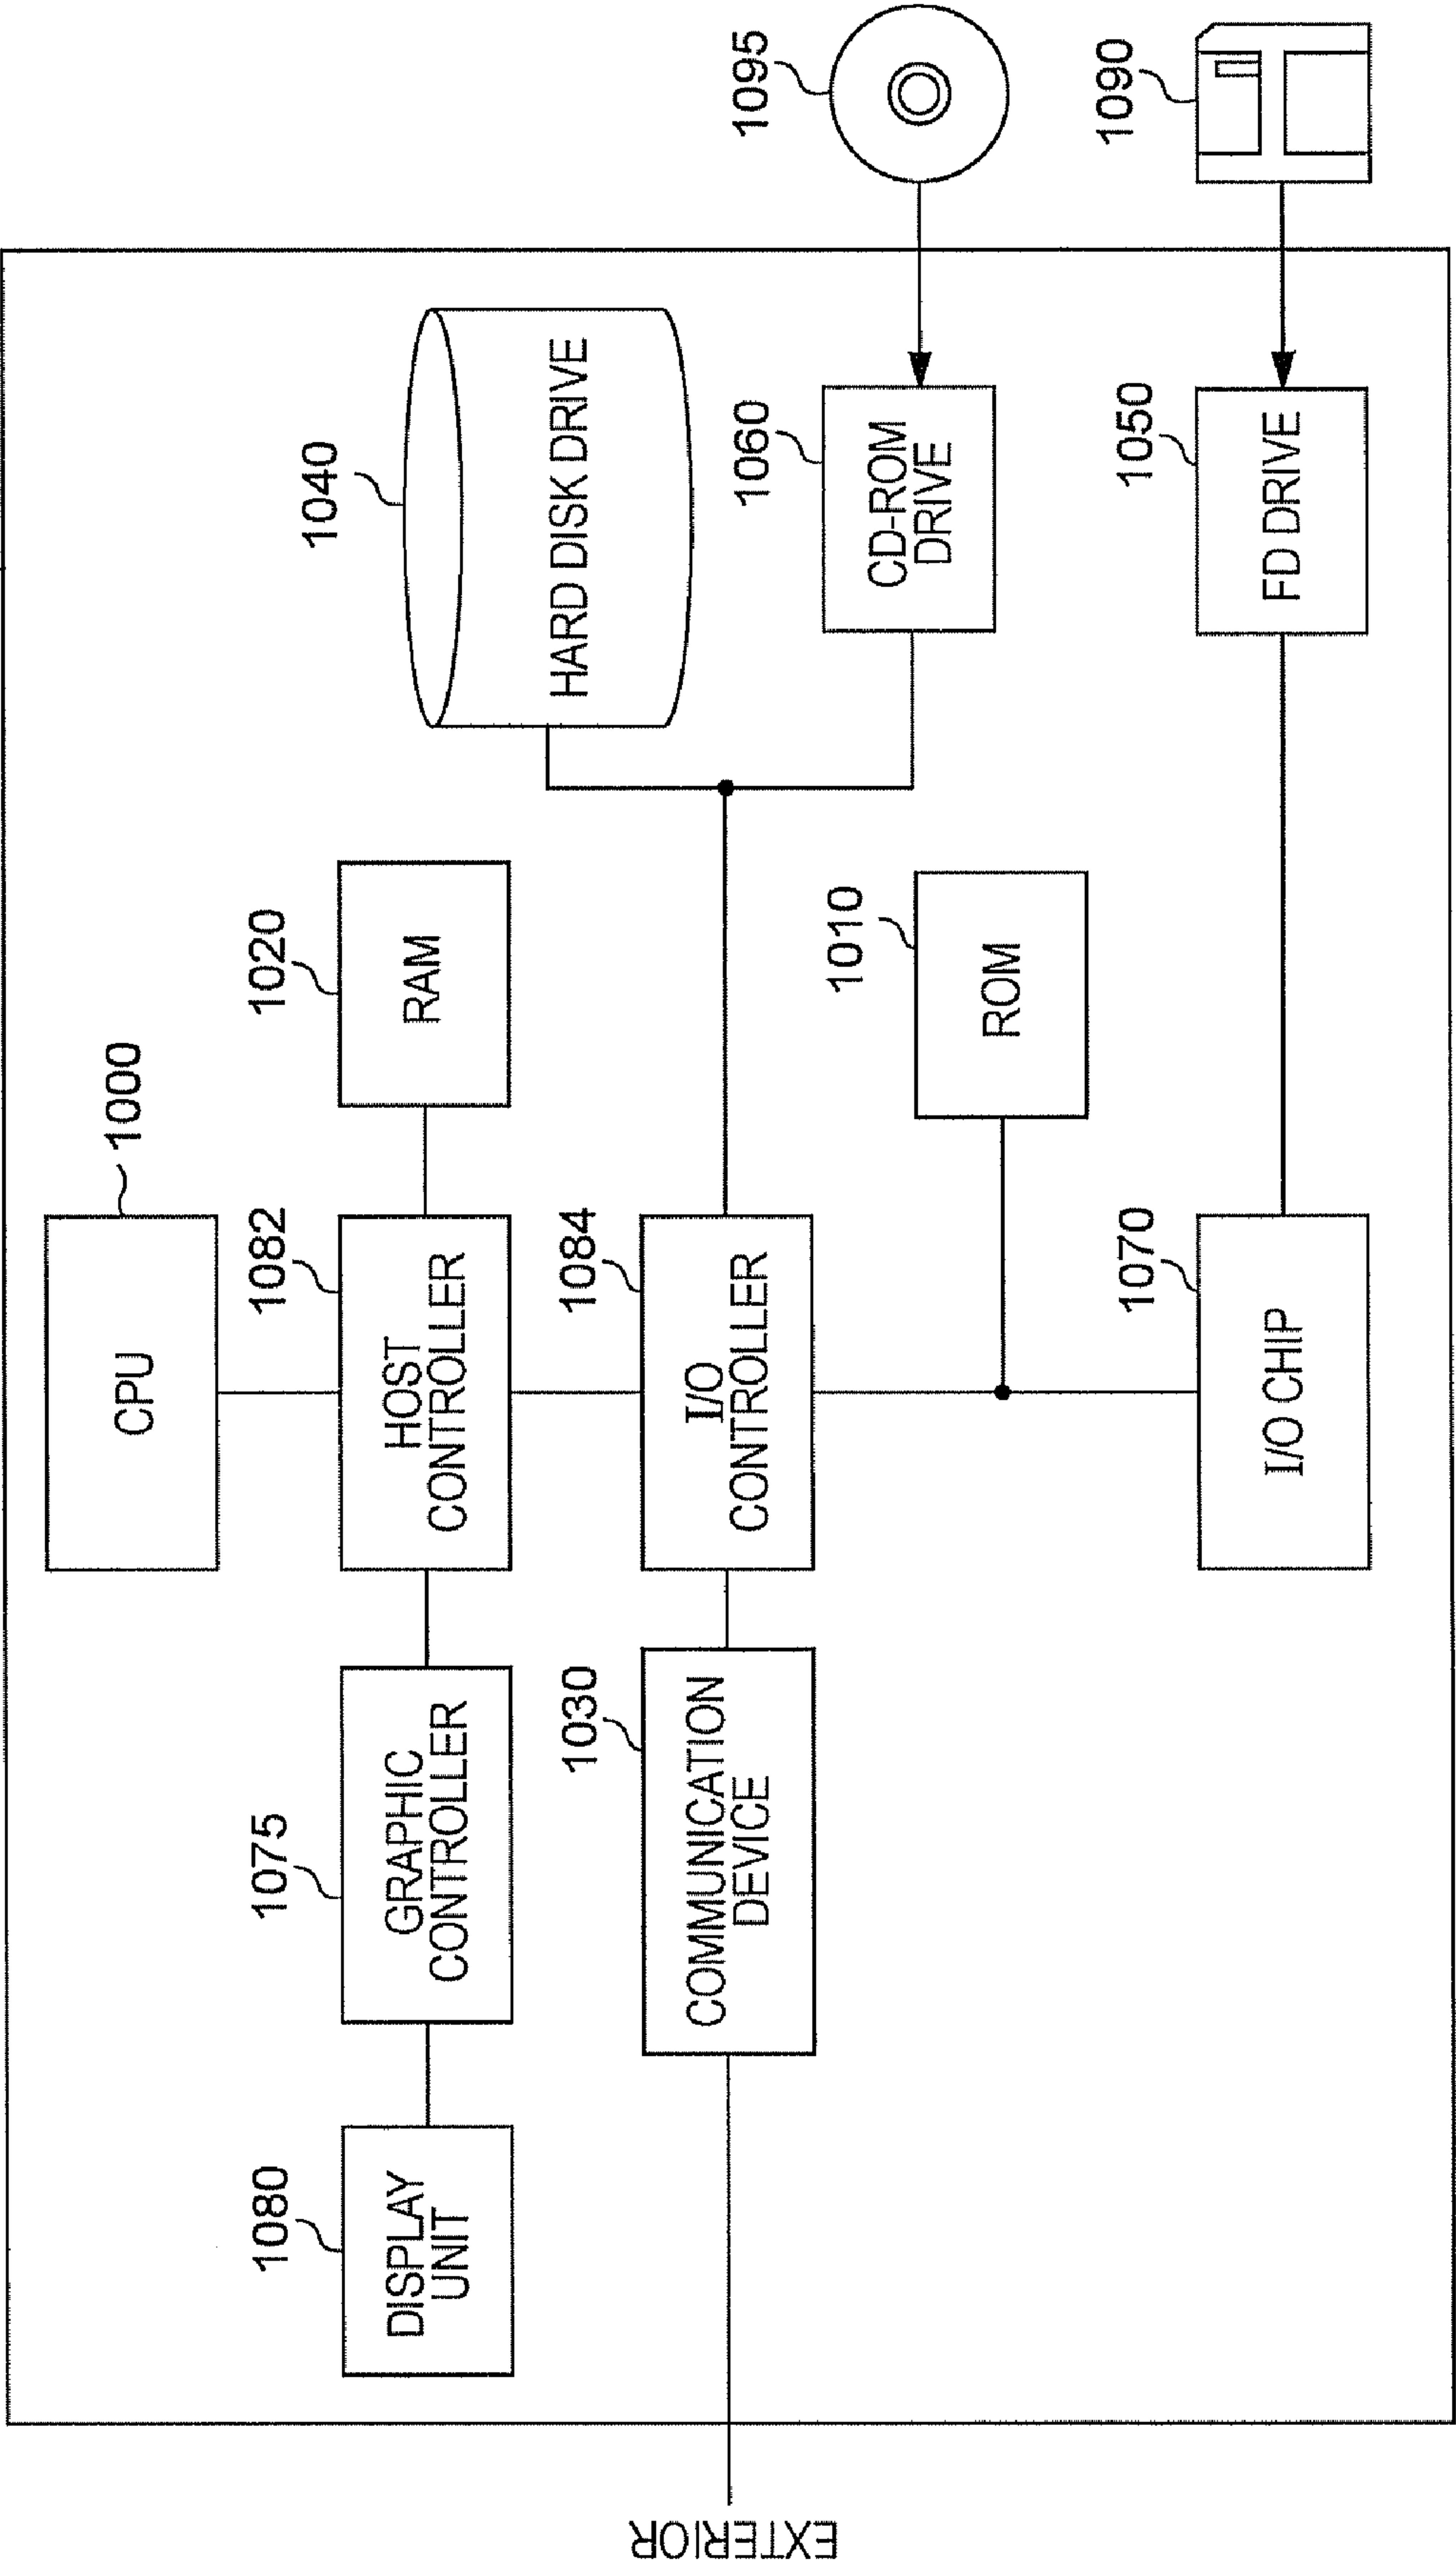 1000
CPU
1080
DISPLAY
UNIT
1075
GRAPHIC
CONTROLLER
1082
HOST
CONTROLLER
1020
RAM
1040
HARD DISK DRIVE
EXTERIOR
1030
COMMUNICATION
DEVICE
1084
I/O
CONTROLLER
1060
CD-ROM
DRIVE
1095
1010
ROM
1070
I/O CHIP
1050
FD DRIVE
1090